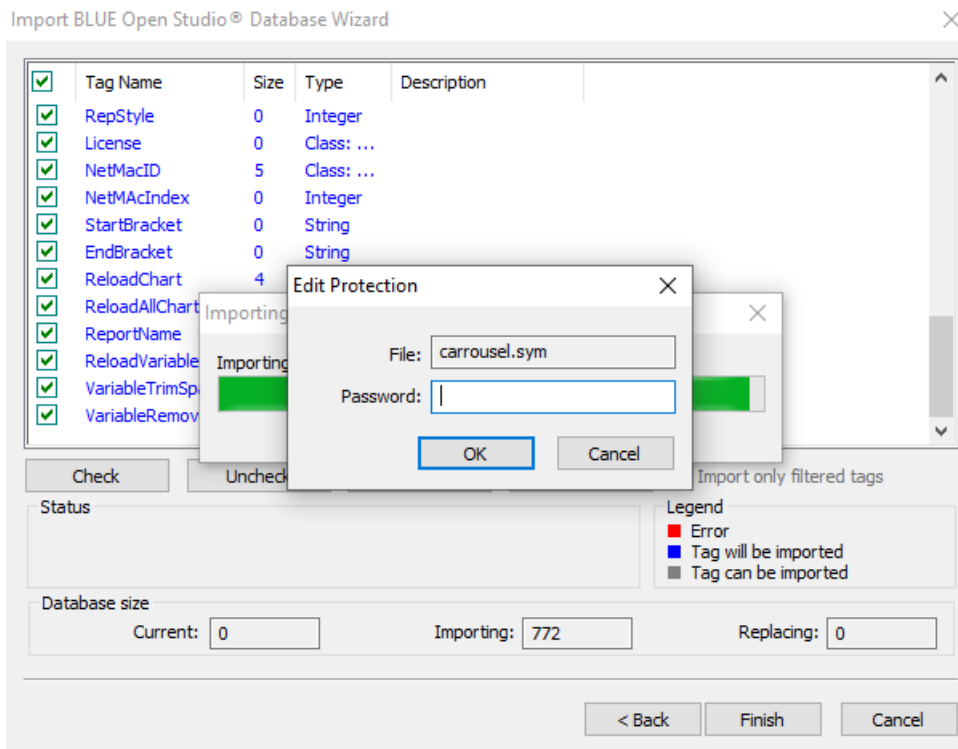 Import BLUE Open Studio® Database Wizard
Tag Name Size Type Description
RepStyle 0 Integer
License 0 Class: ...
NetMacID 5 Class: ...
NetMAcIndex 0 Integer
StartBracket 0 String
EndBracket 0 String
ReloadChart 4
ReloadAllChart
ReportName
ReloadVariable
VariableTrimSp
VariableRemov
Importing
Importing
Edit Protection
File: carrousel.sym
Password:
OK Cancel
Check Uncheck Import only filtered tags
Status
Legend
Error
Tag will be imported
Tag can be imported
Database size
Current: 0 Importing: 772 Replacing: 0
< Back Finish Cancel